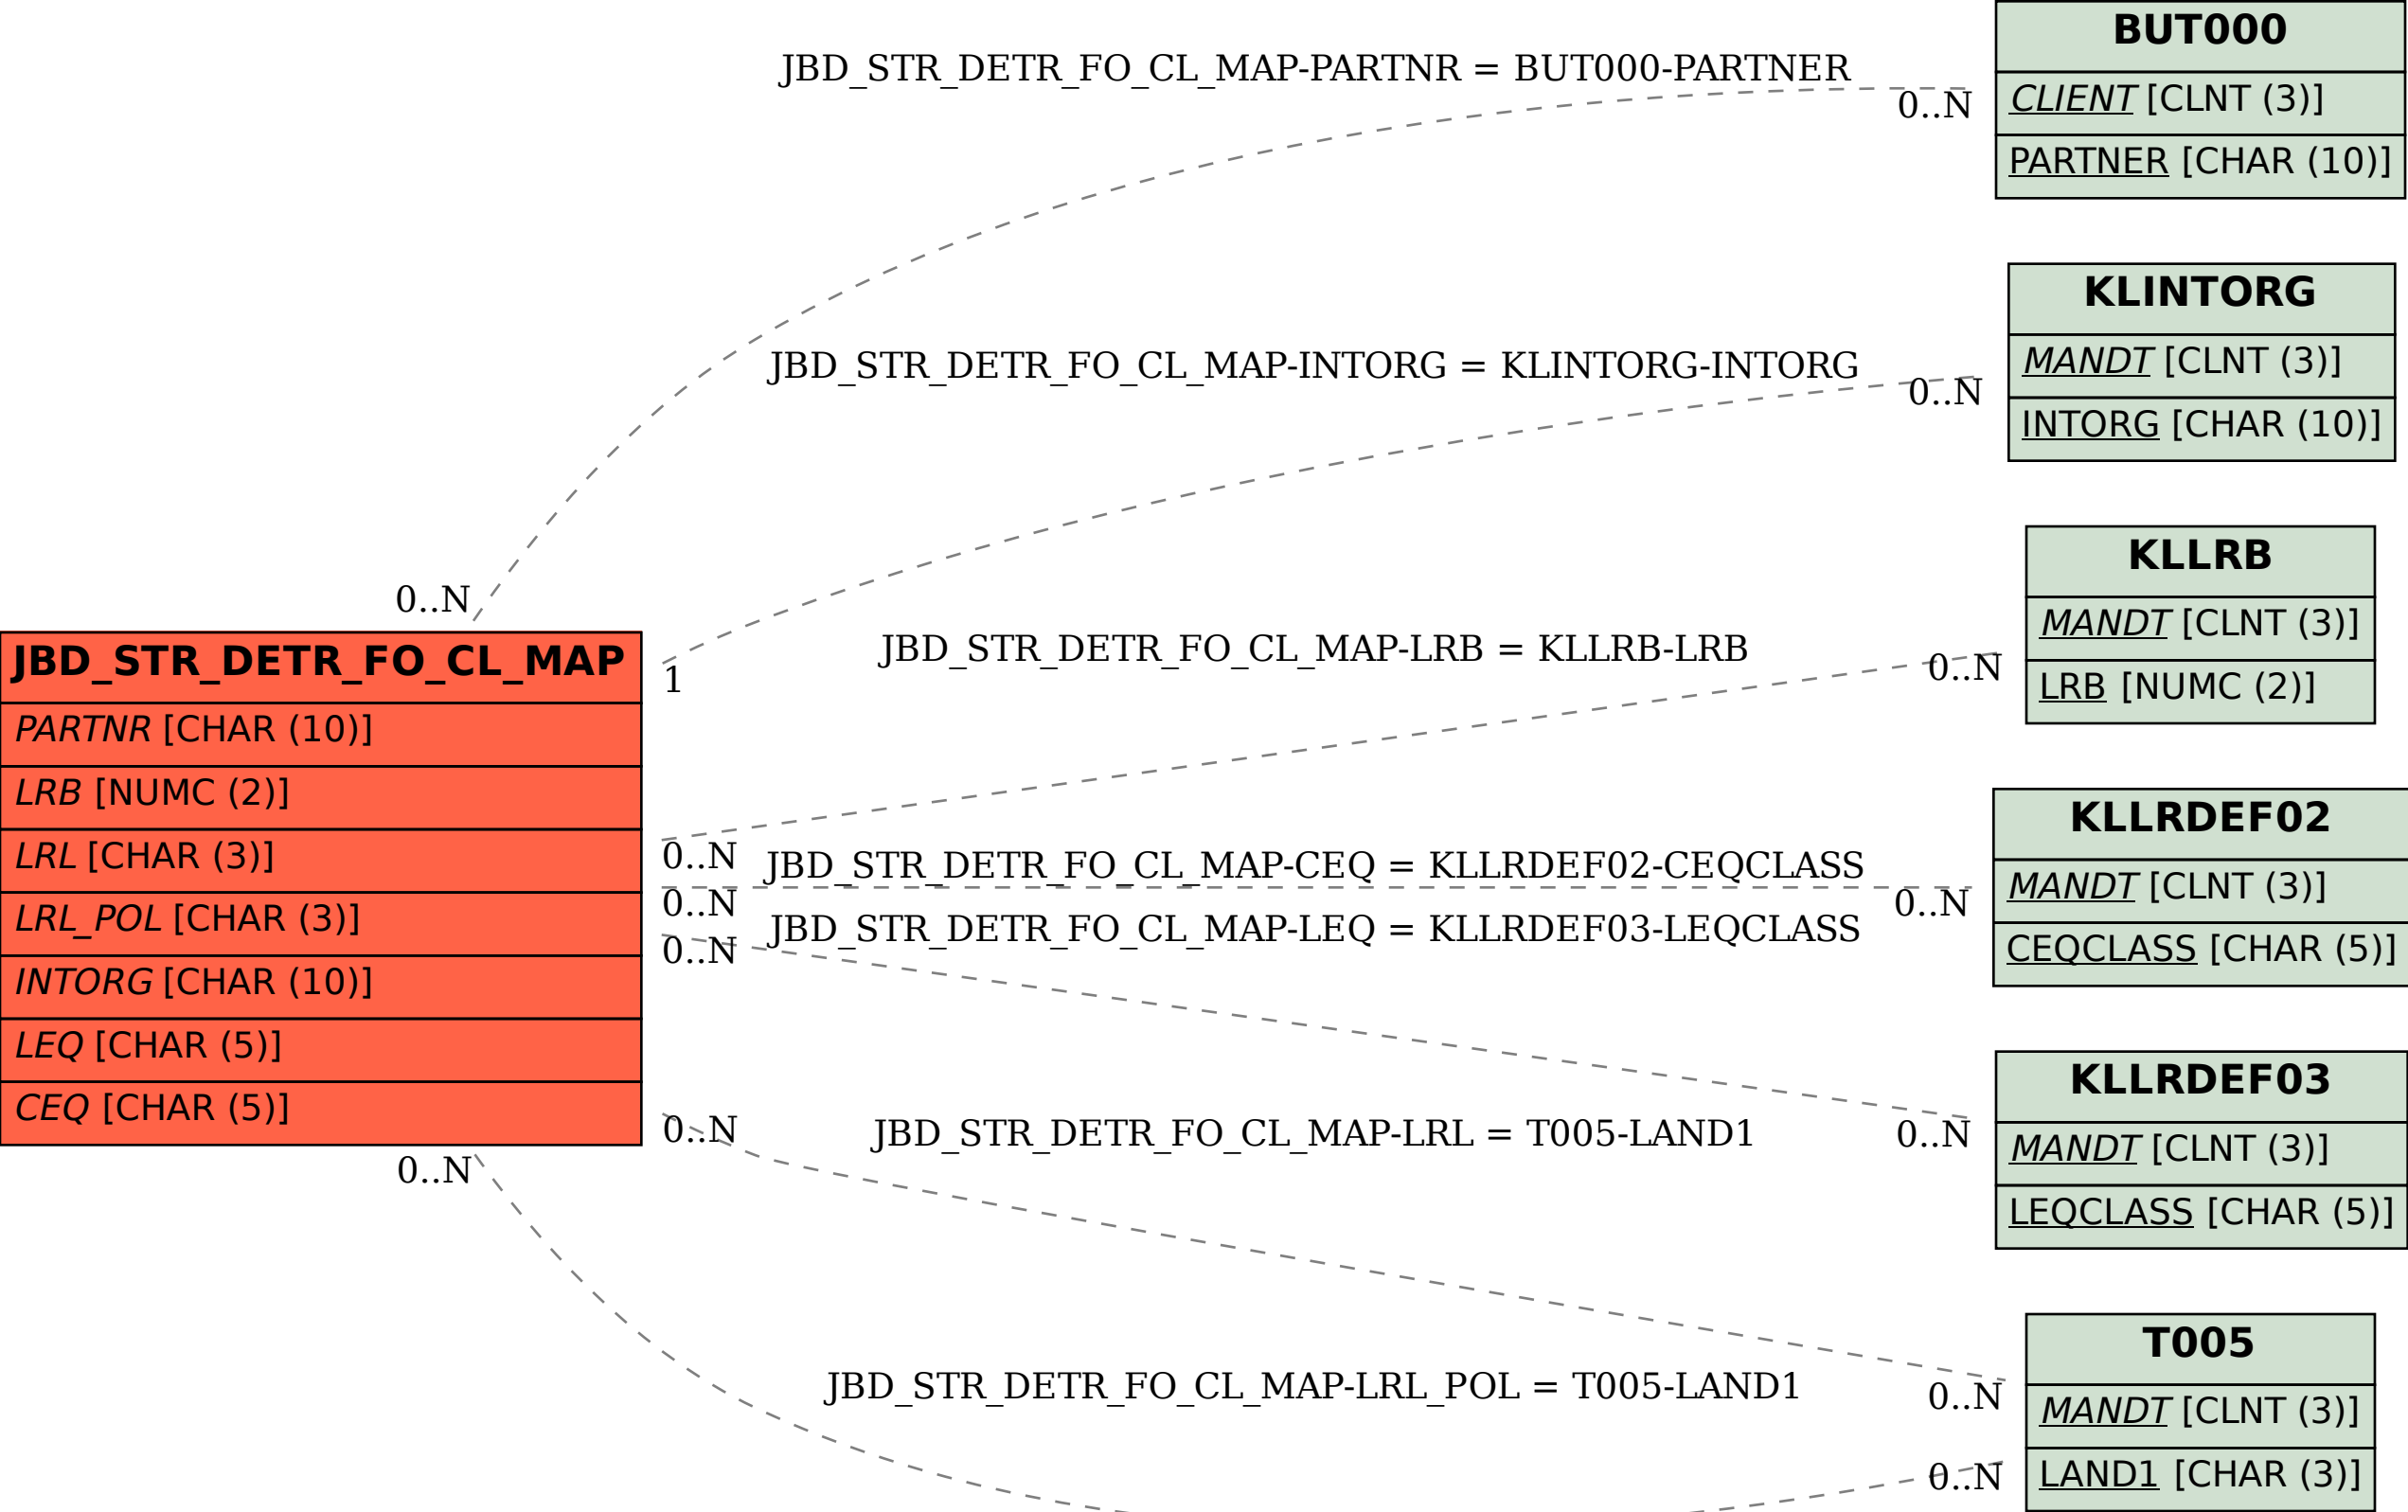 BUT000
CLIENT [CLNT (3)]
PARTNER [CHAR (10)]
JBD_STR_DETR_FO_CL_MAP-PARTNR = BUT000-PARTNER
0..N
0..N
KLINTORG
MANDT [CLNT (3)]
INTORG [CHAR (10)]
JBD_STR_DETR_FO_CL_MAP-INTORG = KLINTORG-INTORG
0..N
1
KLLRB
MANDT [CLNT (3)]
LRB [NUMC (2)]
JBD_STR_DETR_FO_CL_MAP-LRB = KLLRB-LRB
0..N
0..N
JBD_STR_DETR_FO_CL_MAP
PARTNR [CHAR (10)]
LRB [NUMC (2)]
LRL [CHAR (3)]
LRL_POL [CHAR (3)]
INTORG [CHAR (10)]
LEQ [CHAR (5)]
CEQ [CHAR (5)]
KLLRDEF02
MANDT [CLNT (3)]
CEQCLASS [CHAR (5)]
JBD_STR_DETR_FO_CL_MAP-CEQ = KLLRDEF02-CEQCLASS
0..N
0..N
JBD_STR_DETR_FO_CL_MAP-LEQ = KLLRDEF03-LEQCLASS
0..N
0..N
KLLRDEF03
MANDT [CLNT (3)]
LEQCLASS [CHAR (5)]
JBD_STR_DETR_FO_CL_MAP-LRL = T005-LAND1
0..N
0..N
T005
MANDT [CLNT (3)]
LAND1 [CHAR (3)]
JBD_STR_DETR_FO_CL_MAP-LRL_POL = T005-LAND1
0..N
0..N